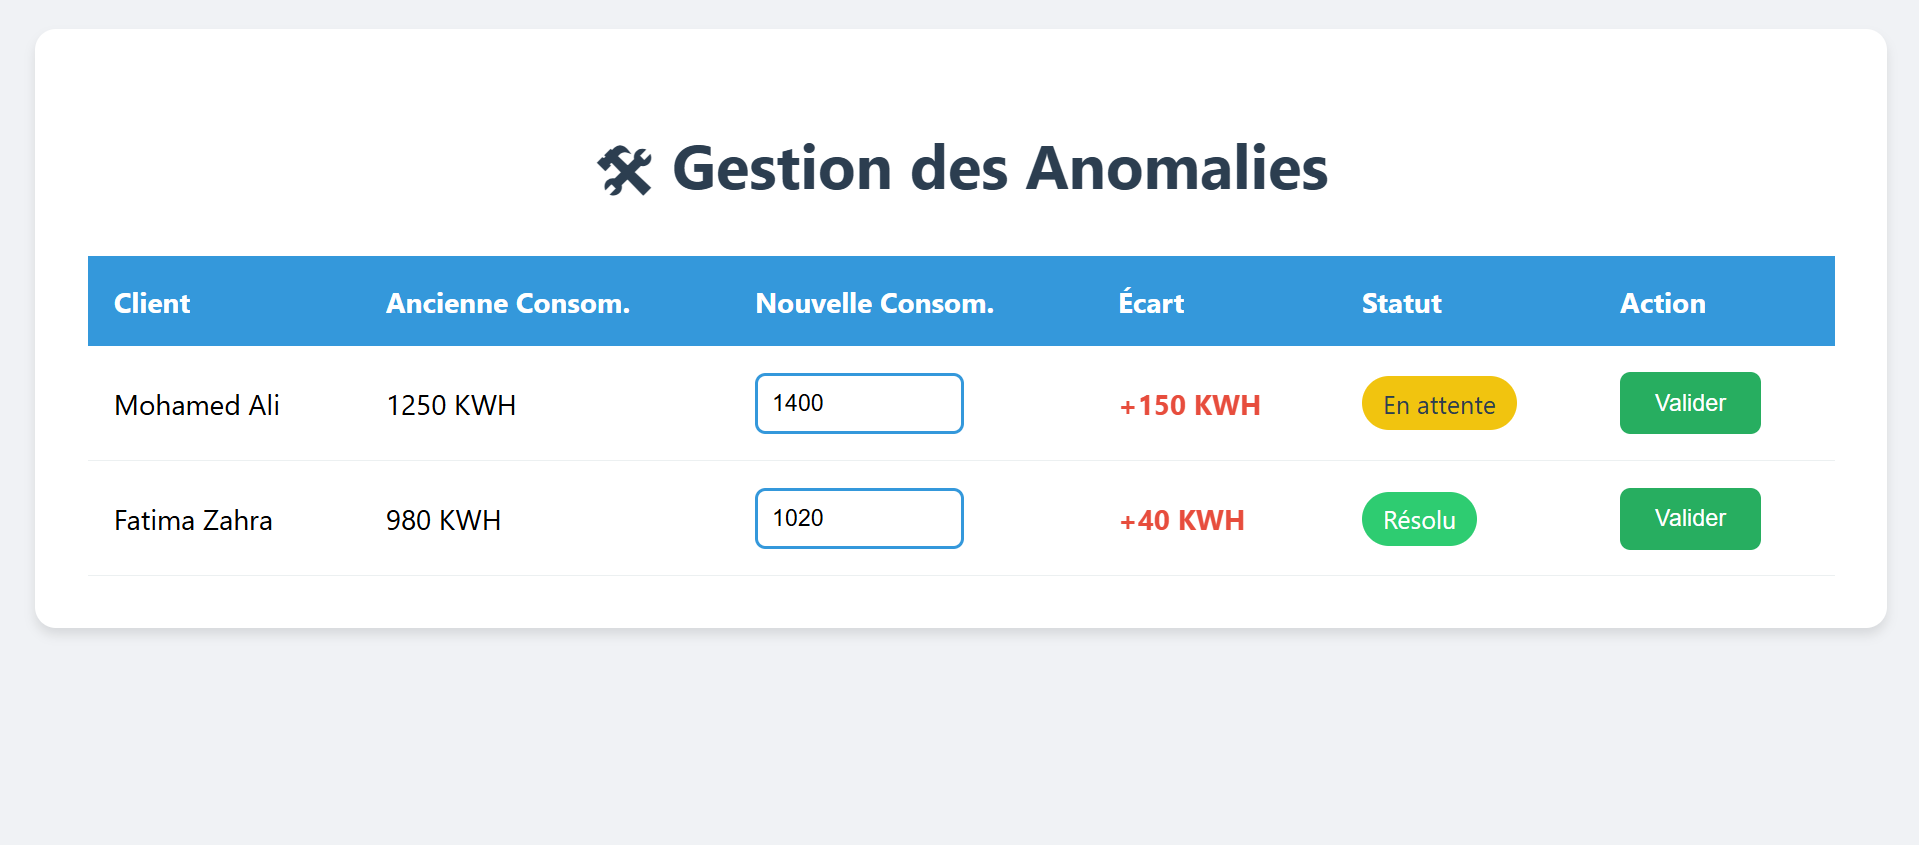 🛠 Gestion des Anomalies
Client Ancienne Consom. Nouvelle Consom. Écart Statut Action
Mohamed Ali 1250 KWH 1400 +150 KWH En attente Valider
Fatima Zahra 980 KWH 1020 +40 KWH Résolu Valider